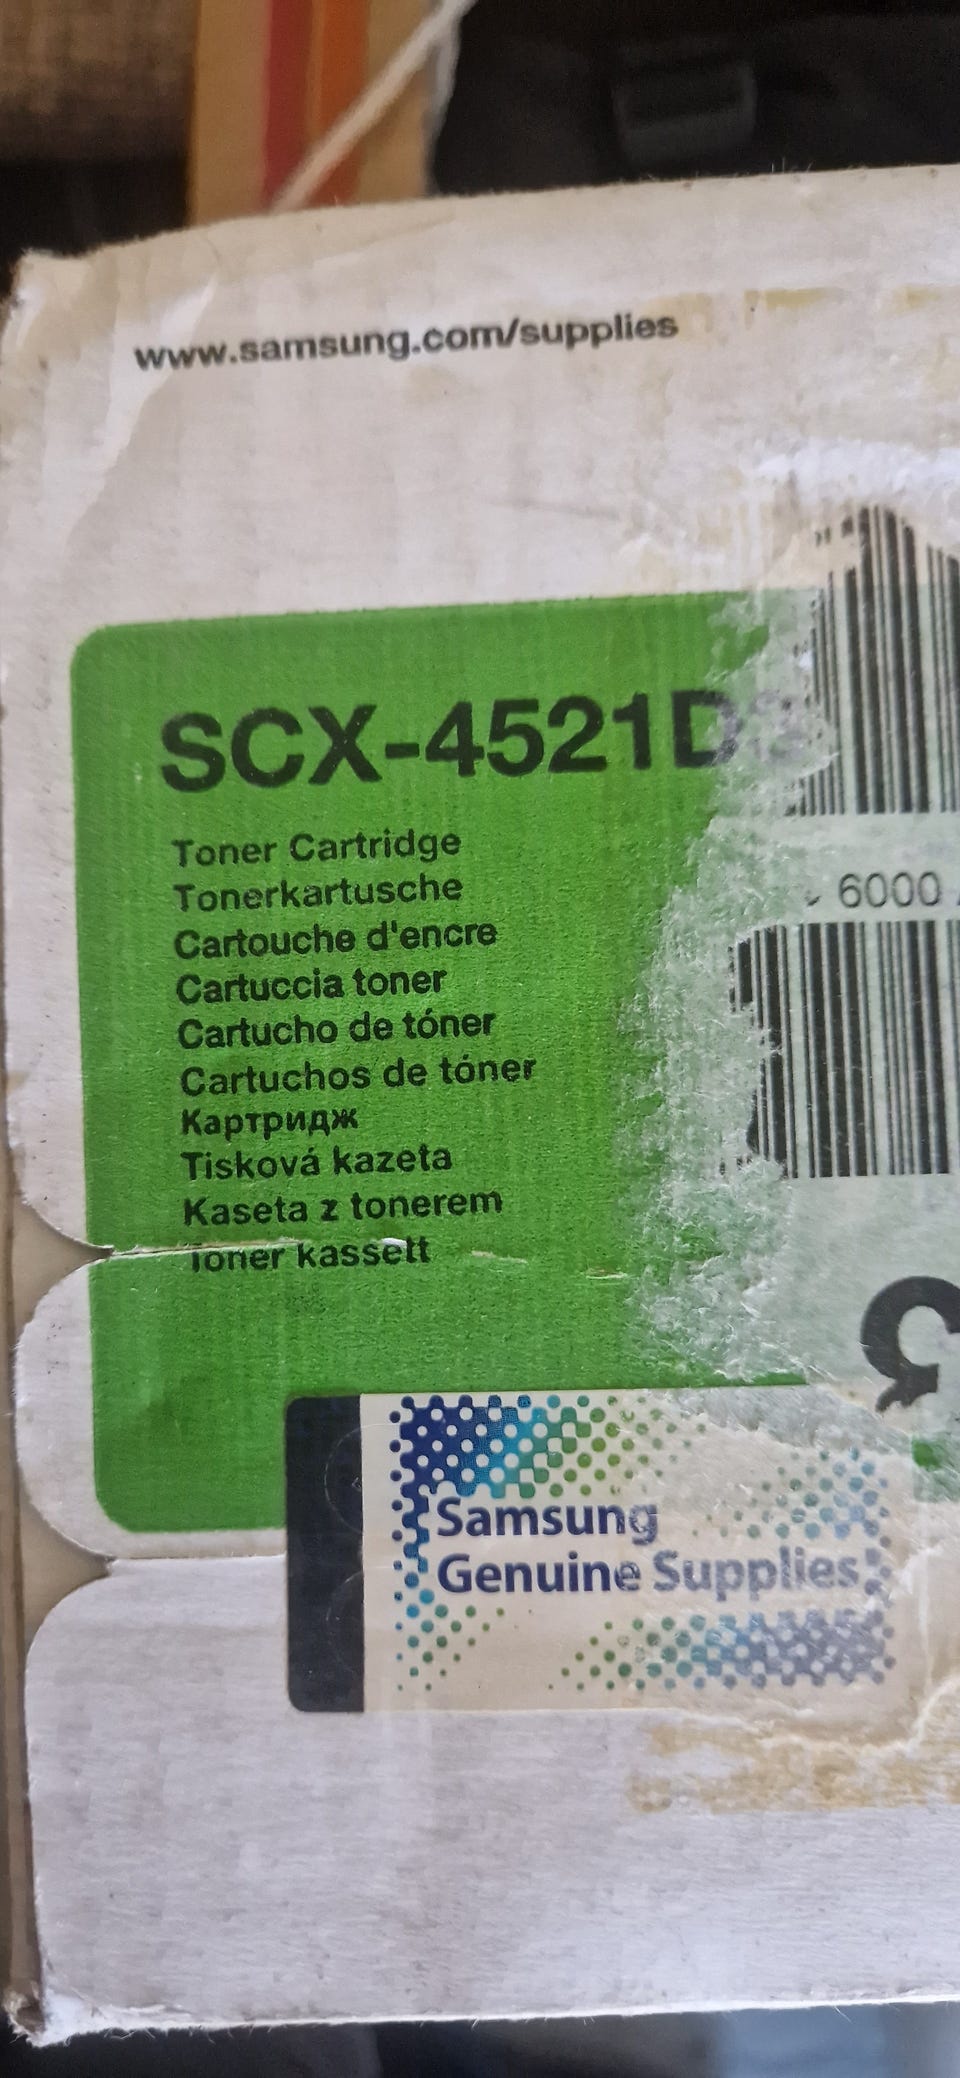 www.samsung.com/supplies
SCX-4521D3
Toner Cartridge
Tonerkartusche
Cartouche d'encre
Cartuccia toner
Cartucho de tóner
Cartuchos de tóner
Картридж
Tisková kazeta
Kaseta z tonerem
Toner kassett
6000
Samsung
Genuine Supplies